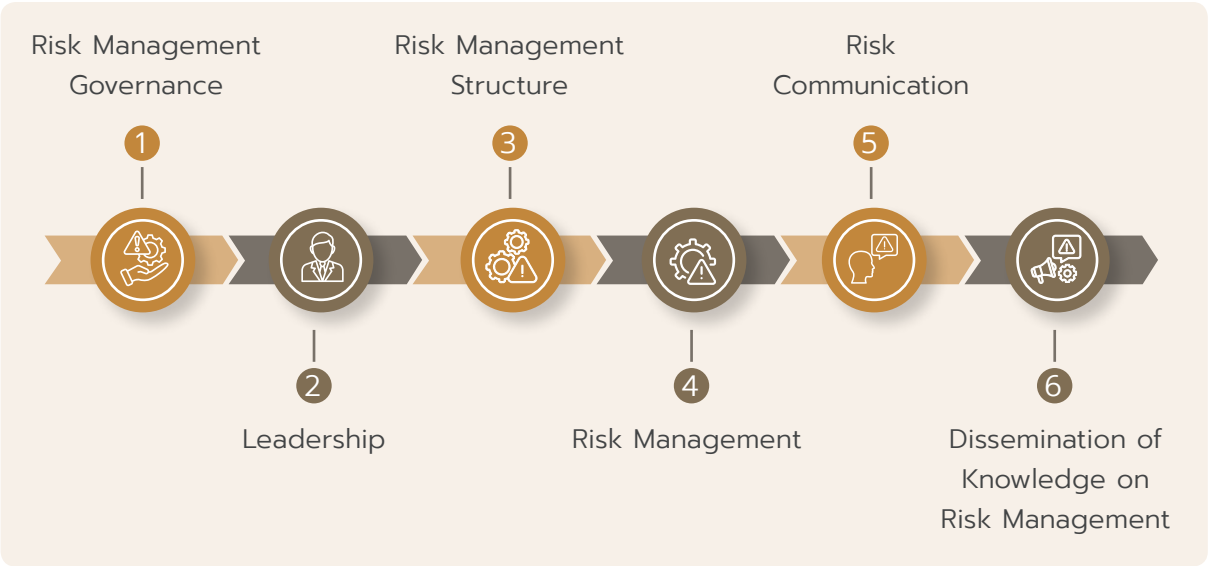 Risk Management
Governance
1
2
Leadership
Risk Management
Structure
3
4
Risk Management
Risk
Communication
5
6
Dissemination of
Knowledge on
Risk Management